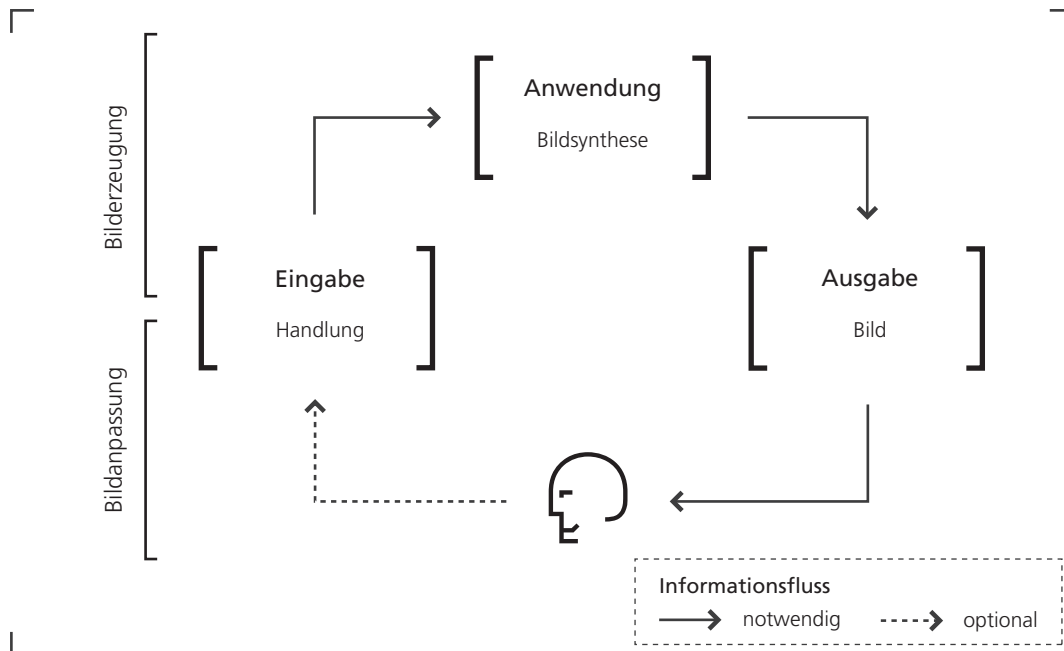 Bilderzeugung
Bildanpassung
Anwendung
Bildsynthese
Eingabe
Handlung
Ausgabe
Bild
Informationsfluss
notwendig
optional